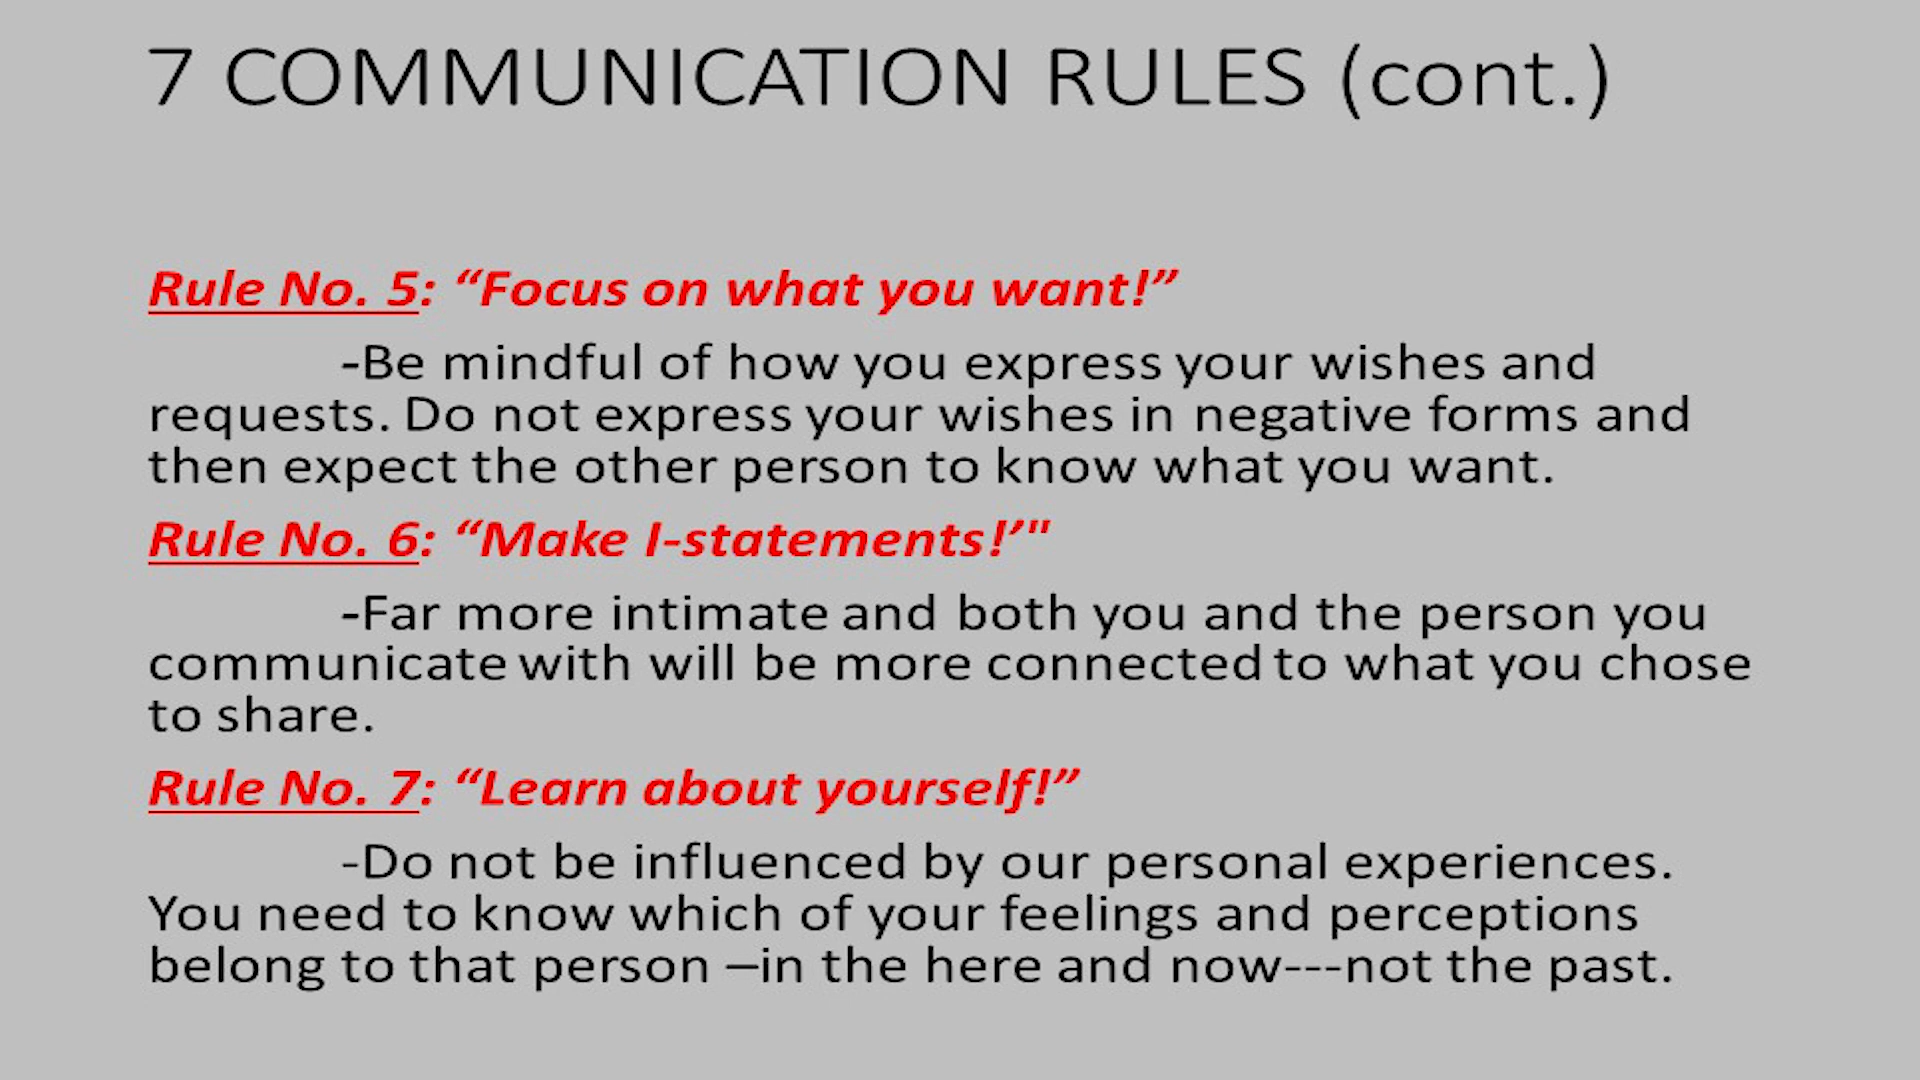 7 COMMUNICATION RULES (cont.)
Rule No. 5: “Focus on what you want!”
-Be mindful of how you express your wishes and
requests. Do not express your wishes in negative forms and
then expect the other person to know what you want.
Rule No. 6: “Make I-statements!’"
-Far more intimate and both you and the person you
communicate with will be more connected to what you chose
to share.
Rule No. 7: “Learn about yourself!”
-Do not be influenced by our personal experiences.
You need to know which of your feelings and perceptions
belong to that person –in the here and now---not the past.